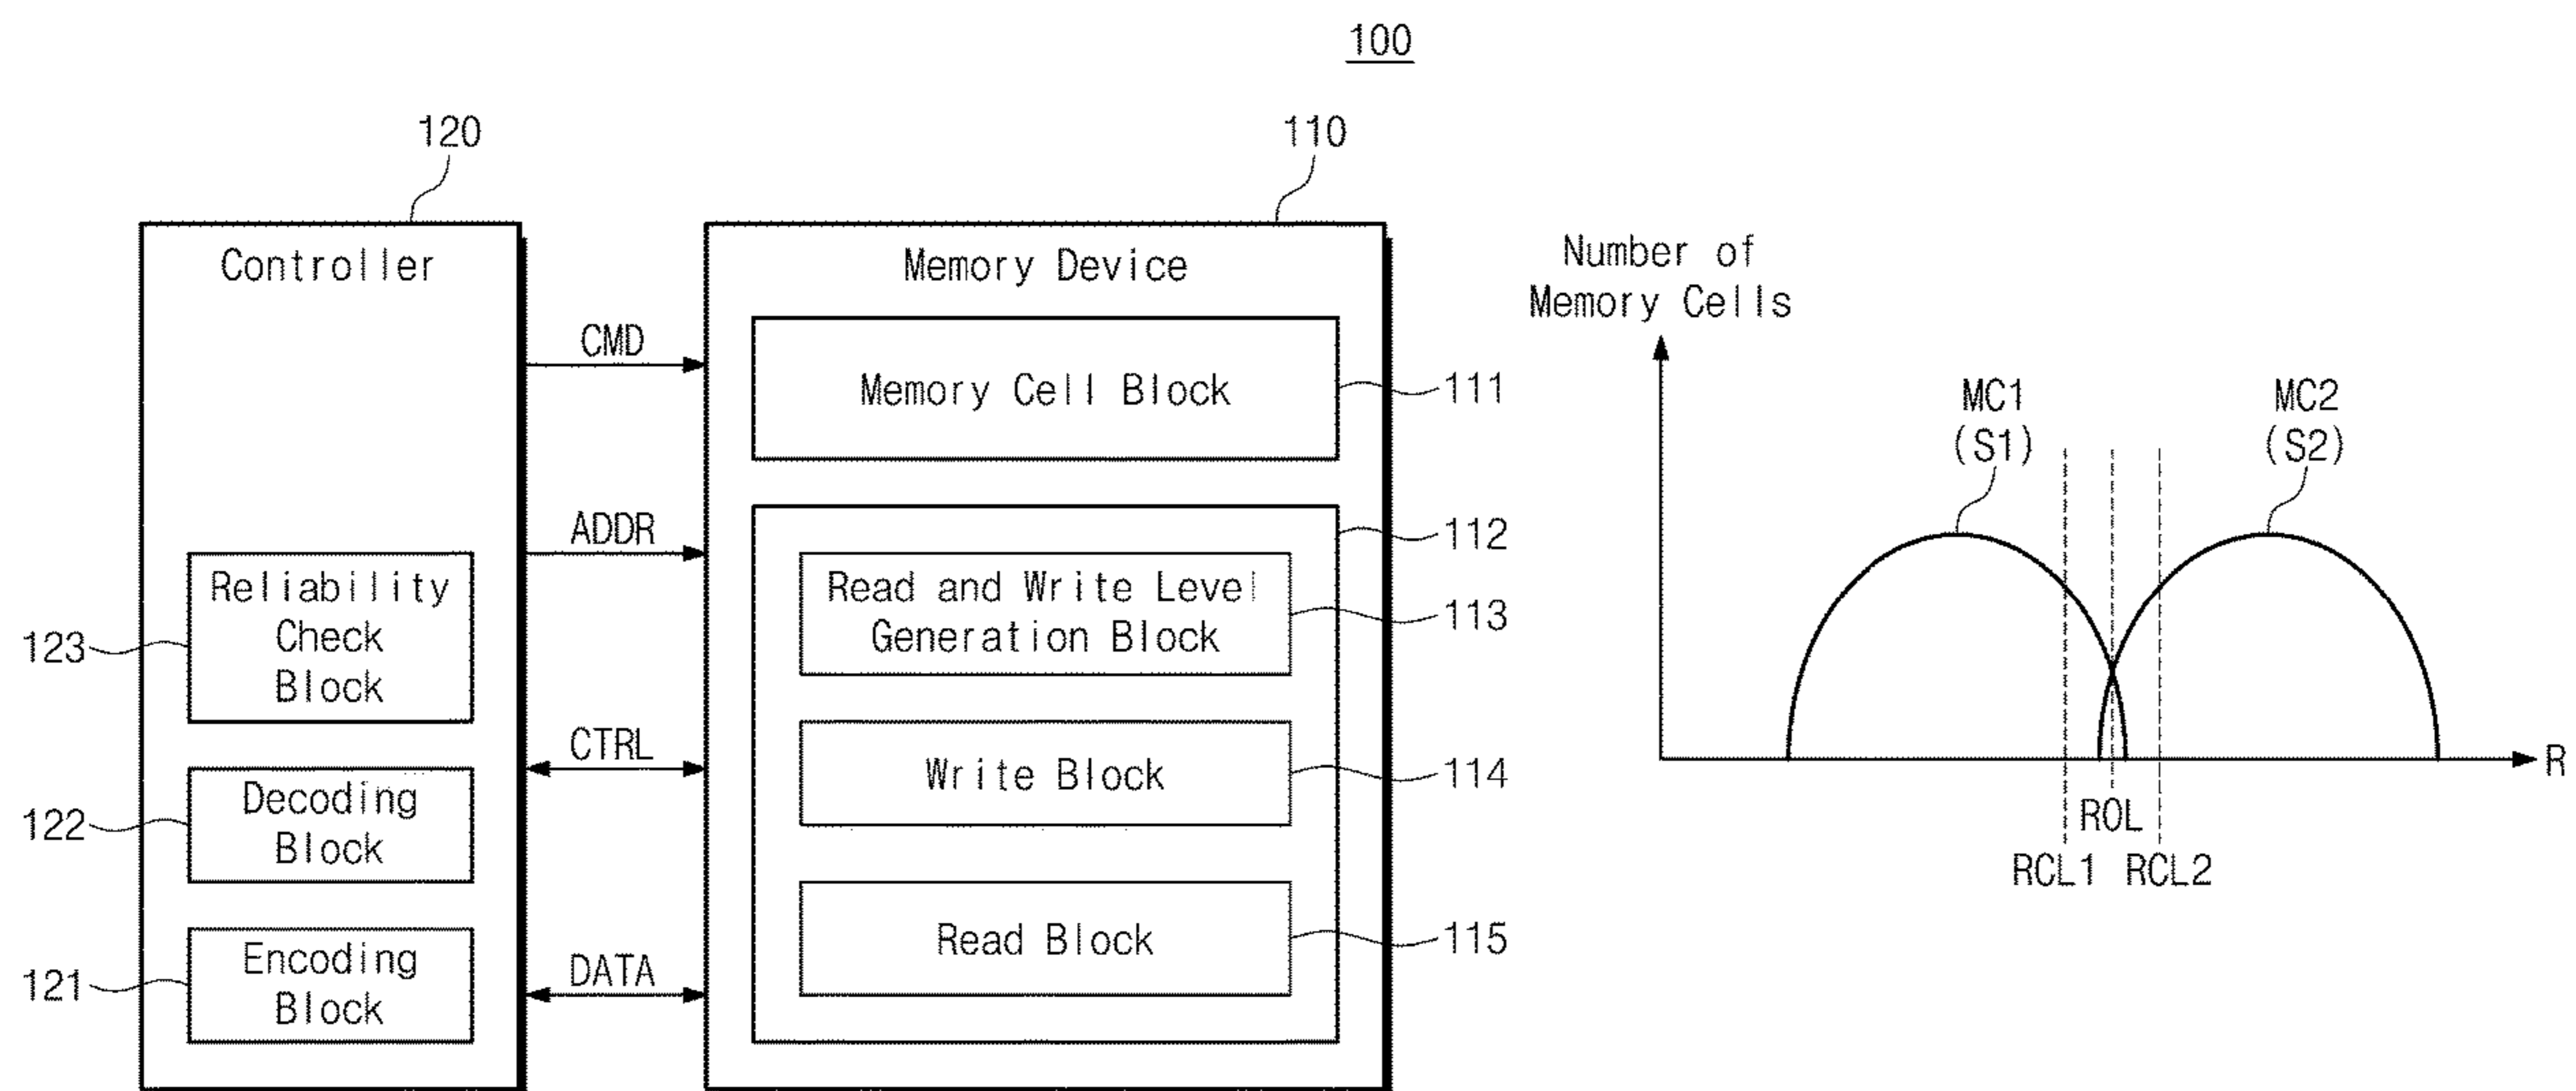 100
120
110
Controller
Memory Device
CMD
Memory Cell Block
111
ADDR
112
Reliability
Check
Block
123
Read and Write Level
Generation Block
113
CTRL
Decoding
Block
122
Write Block
114
Encoding
Block
121
DATA
Read Block
115
Number of
Memory Cells
MC1
(S1)
MC2
(S2)
R
ROL
RCL1
RCL2